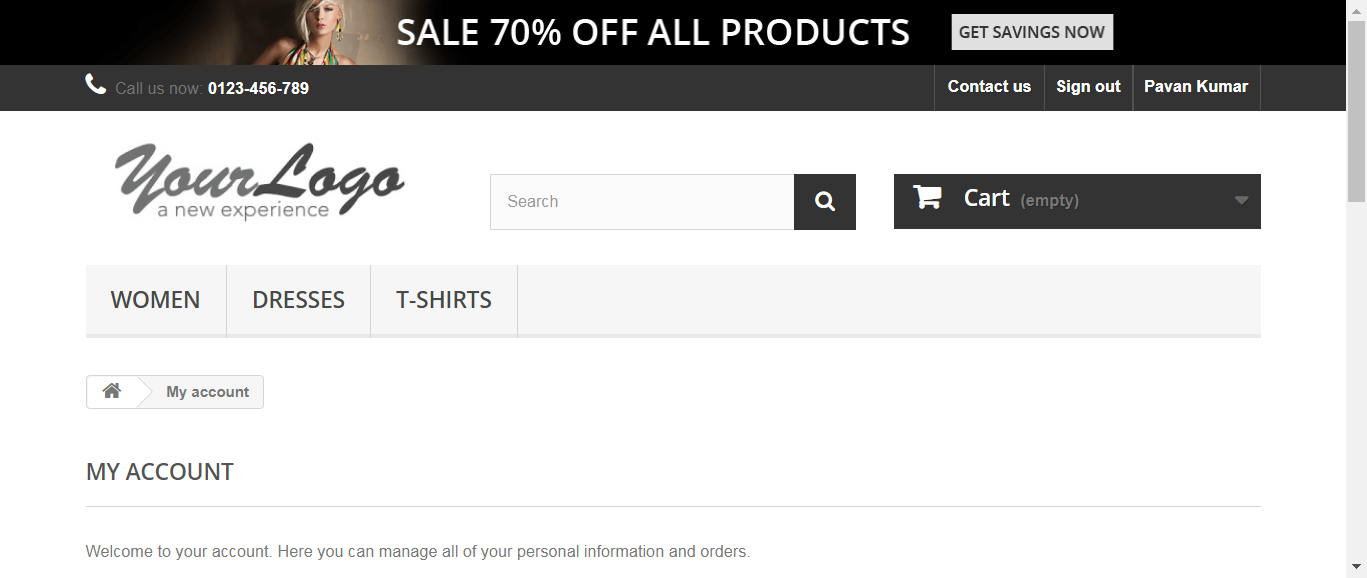 SALE 70% OFF ALL PRODUCTS GET SAVINGS NOW
Call us now: 0123-456-789 Contact us Sign out Pavan Kumar
YourLogo
a new experience
Search Cart (empty)
WOMEN DRESSES T-SHIRTS
My account
MY ACCOUNT
Welcome to your account. Here you can manage all of your personal information and orders.